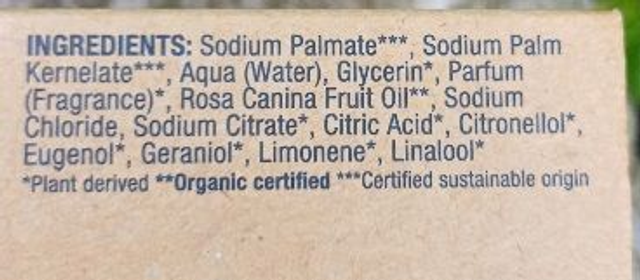 INGREDIENTS: Sodium Palmate***, Sodium Palm
Kernelate***, Aqua (Water), Glycerin*, Parfum
(Fragrance)*, Rosa Canina Fruit Oil**, Sodium
Chloride, Sodium Citrate*, Citric Acid*, Citronellol*,
Eugenol*, Geraniol*, Limonene*, Linalool*
*Plant derived **Organic certified ***Certified sustainable origin